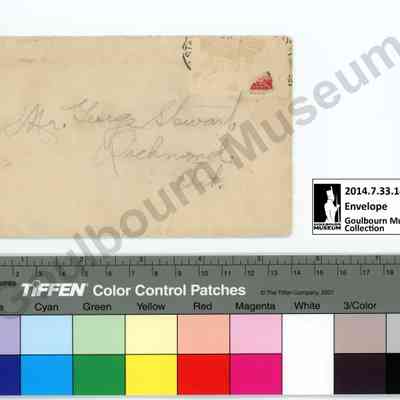 Mr. George Stewart
Richmond
Goulbourn Museum
2014.7.33.1
Envelope
Goulbourn Mu
MUSEUM
Collection
TIFFEN Color Control Patches
© The Tiffen Company, 2007
Cyan Green Yellow Red Magenta White 3/Color